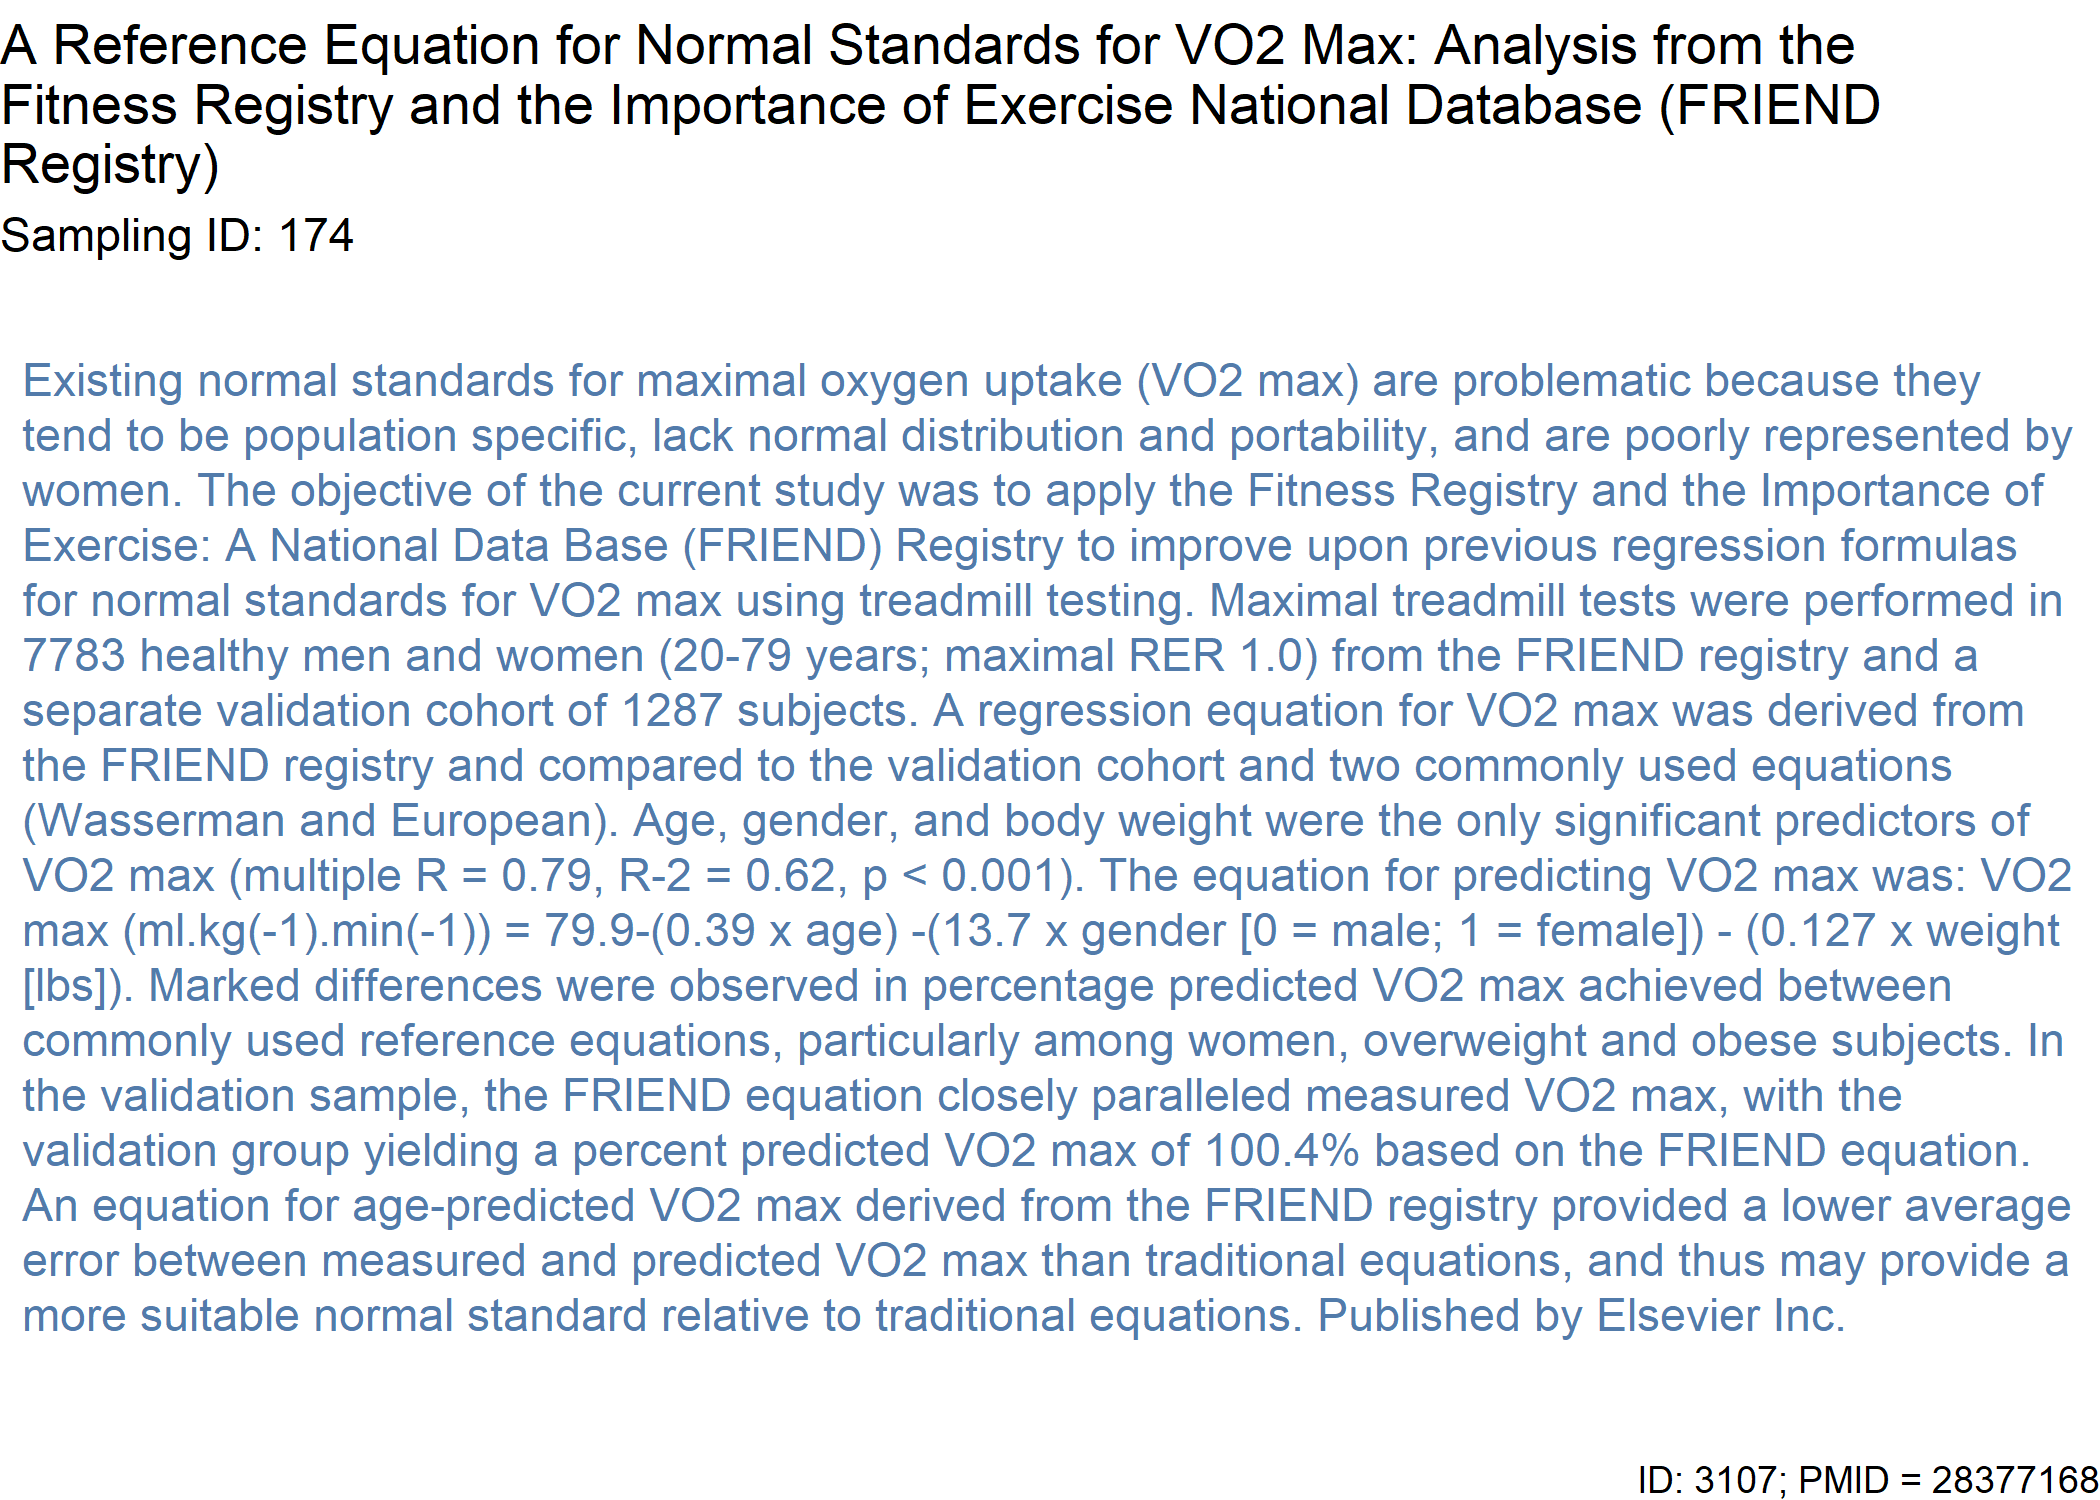 A Reference Equation for Normal Standards for VO2 Max: Analysis from the
Fitness Registry and the Importance of Exercise National Database (FRIEND
Registry)
Sampling ID: 174
Existing normal standards for maximal oxygen uptake (VO2 max) are problematic because they
tend to be population specific, lack normal distribution and portability, and are poorly represented by
women. The objective of the current study was to apply the Fitness Registry and the Importance of
Exercise: A National Data Base (FRIEND) Registry to improve upon previous regression formulas
for normal standards for VO2 max using treadmill testing. Maximal treadmill tests were performed in
7783 healthy men and women (20-79 years; maximal RER 1.0) from the FRIEND registry and a
separate validation cohort of 1287 subjects. A regression equation for VO2 max was derived from
the FRIEND registry and compared to the validation cohort and two commonly used equations
(Wasserman and European). Age, gender, and body weight were the only significant predictors of
VO2 max (multiple R = 0.79, R-2 = 0.62, p < 0.001). The equation for predicting VO2 max was: VO2
max (ml.kg(-1).min(-1)) = 79.9-(0.39 x age) -(13.7 x gender [0 = male; 1 = female]) - (0.127 x weight
[lbs]). Marked differences were observed in percentage predicted VO2 max achieved between
commonly used reference equations, particularly among women, overweight and obese subjects. In
the validation sample, the FRIEND equation closely paralleled measured VO2 max, with the
validation group yielding a percent predicted VO2 max of 100.4% based on the FRIEND equation.
An equation for age-predicted VO2 max derived from the FRIEND registry provided a lower average
error between measured and predicted VO2 max than traditional equations, and thus may provide a
more suitable normal standard relative to traditional equations. Published by Elsevier Inc.
ID: 3107; PMID = 28377168